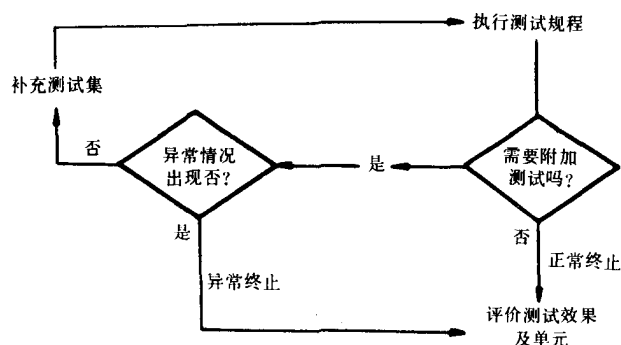 执行测试规程
补充测试集
否
异常情况
出现否？
是
需要附加
测试吗？
是
否
异常终止
正常终止
评价测试效果
及单元